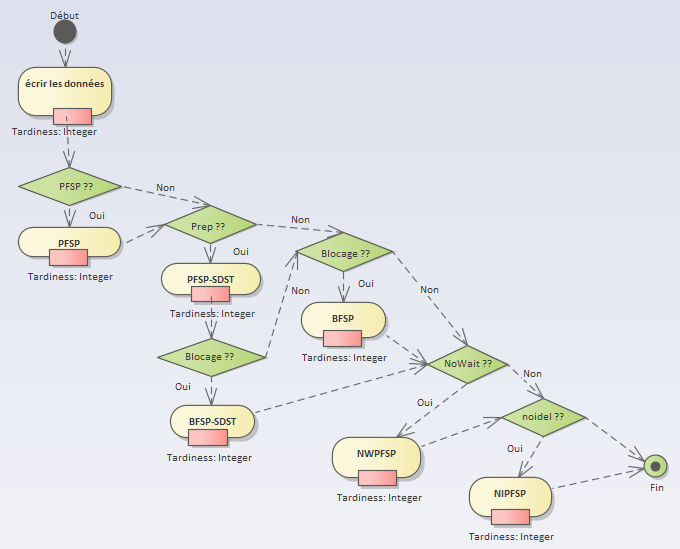 Début
écrir les données
Tardiness: Integer
PFSP ??
Non
Oui
PFSP
Tardiness: Integer
Prep ??
Non
Oui
PFSP-SDST
Tardiness: Integer
Blocage ??
Non
Oui
BFSP
Tardiness: Integer
Blocage ??
Non
Oui
BFSP-SDST
Tardiness: Integer
NoWait ??
Non
Oui
NWPFSP
Tardiness: Integer
noidel ??
Oui
NIPFSP
Tardiness: Integer
Fin